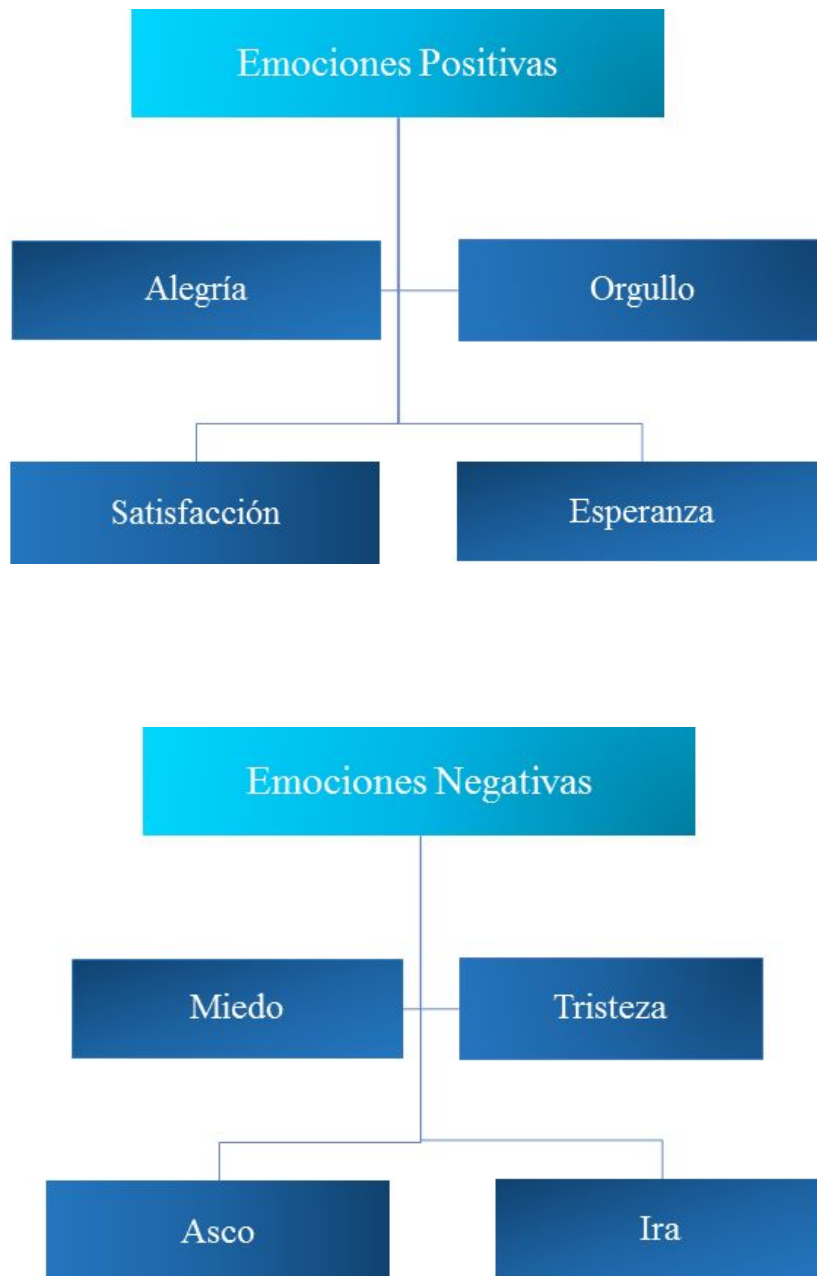 Emociones Positivas
Alegría
Orgullo
Satisfacción
Esperanza
Emociones Negativas
Miedo
Tristeza
Asco
Ira